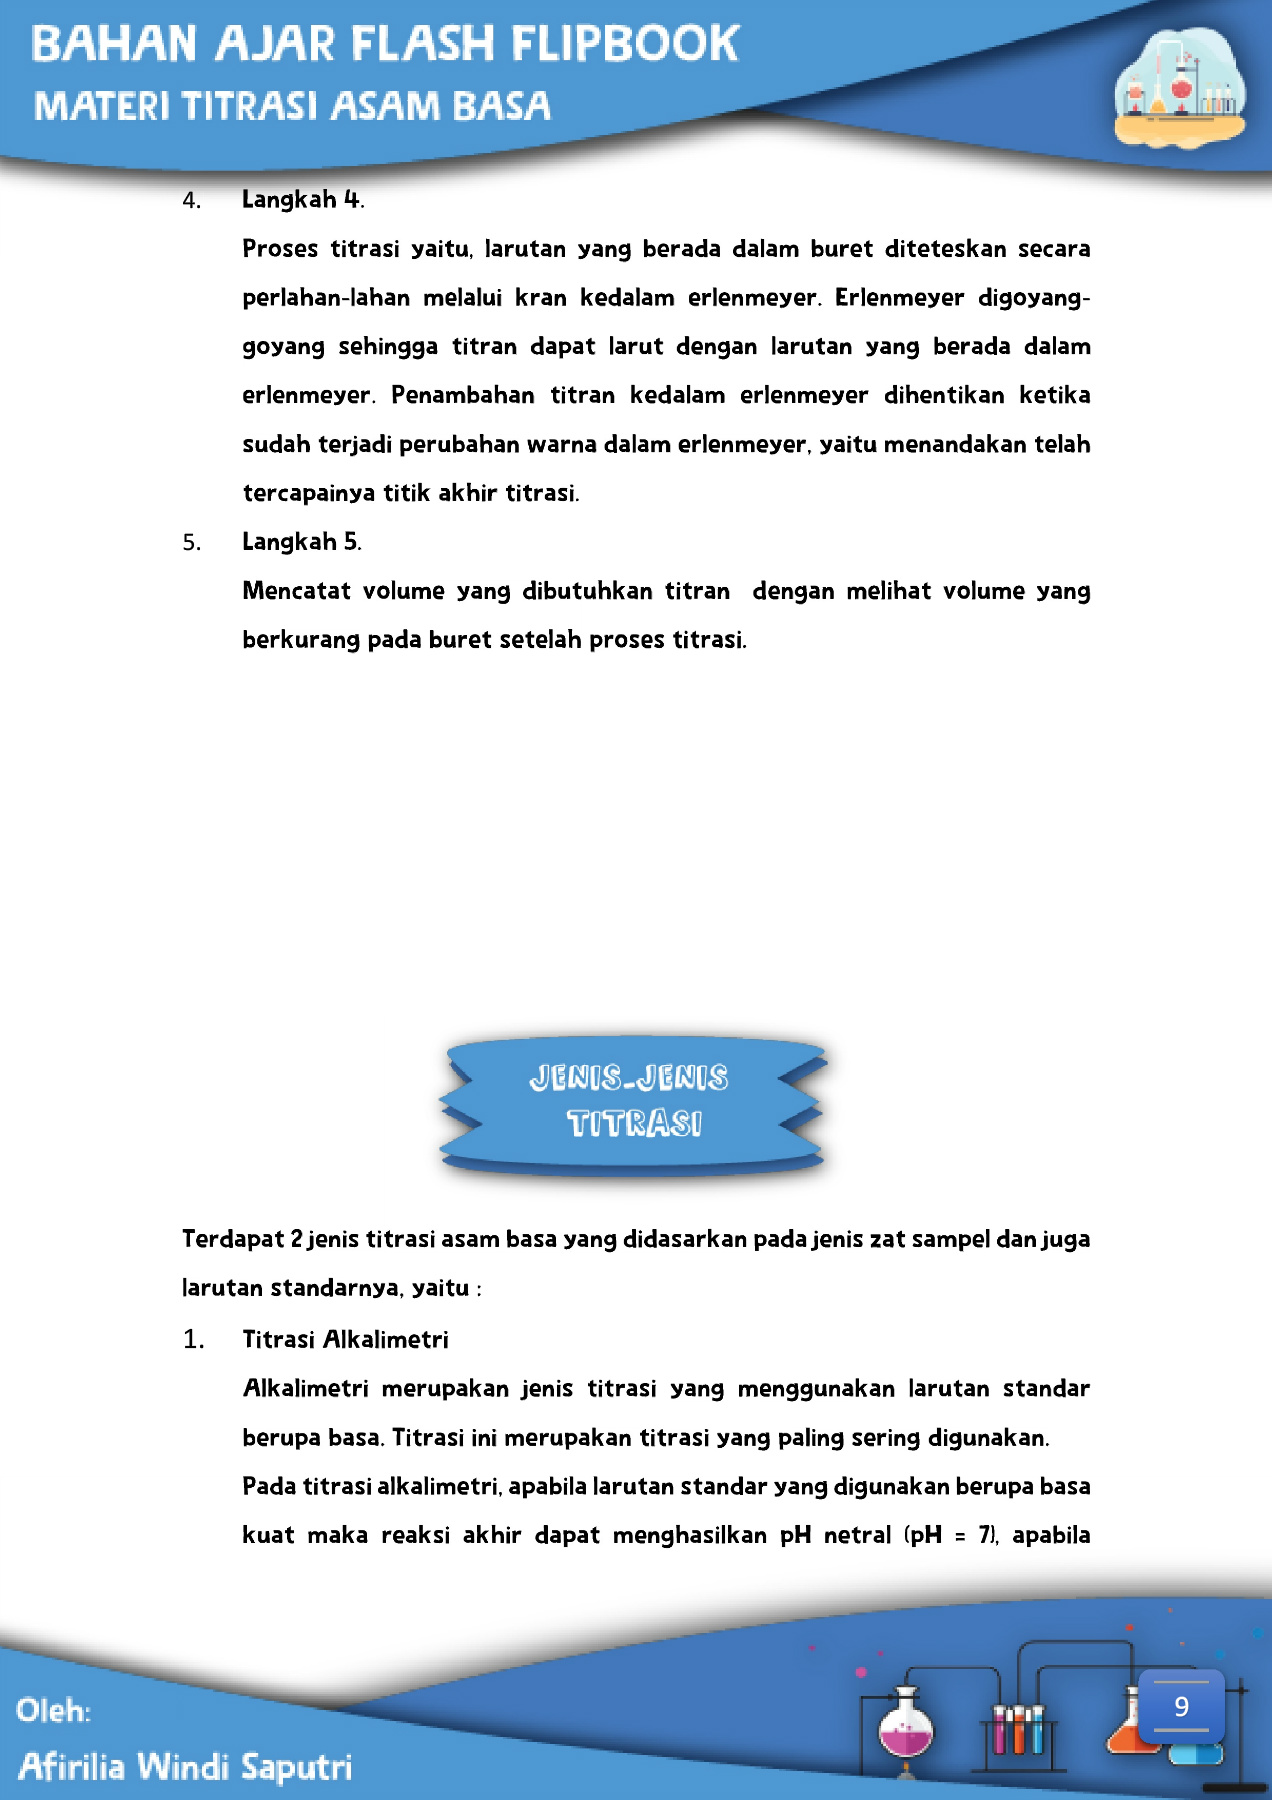 BAHAN AJAR FLASH FLIPBOOK
MATERI TITRASI ASAM BASA
4. Langkah 4.
Proses titrasi yaitu, larutan yang berada dalam buret diteteskan secara
perlahan-lahan melalui kran kedalam erlenmeyer. Erlenmeyer digoyang-
goyang sehingga titran dapat larut dengan larutan yang berada dalam
erlenmeyer. Penambahan titran kedalam erlenmeyer dihentikan ketika
sudah terjadi perubahan warna dalam erlenmeyer, yaitu menandakan telah
tercapainya titik akhir titrasi.
5. Langkah 5.
Mencatat volume yang dibutuhkan titran dengan melihat volume yang
berkurang pada buret setelah proses titrasi.
JENIS-JENIS
TITRASI
Terdapat 2 jenis titrasi asam basa yang didasarkan pada jenis zat sampel dan juga
larutan standarnya, yaitu :
1. Titrasi Alkalimetri
Alkalimetri merupakan jenis titrasi yang menggunakan larutan standar
berupa basa. Titrasi ini merupakan titrasi yang paling sering digunakan.
Pada titrasi alkalimetri, apabila larutan standar yang digunakan berupa basa
kuat maka reaksi akhir dapat menghasilkan pH netral (pH = 7), apabila
9
Oleh:
Afirilia Windi Saputri